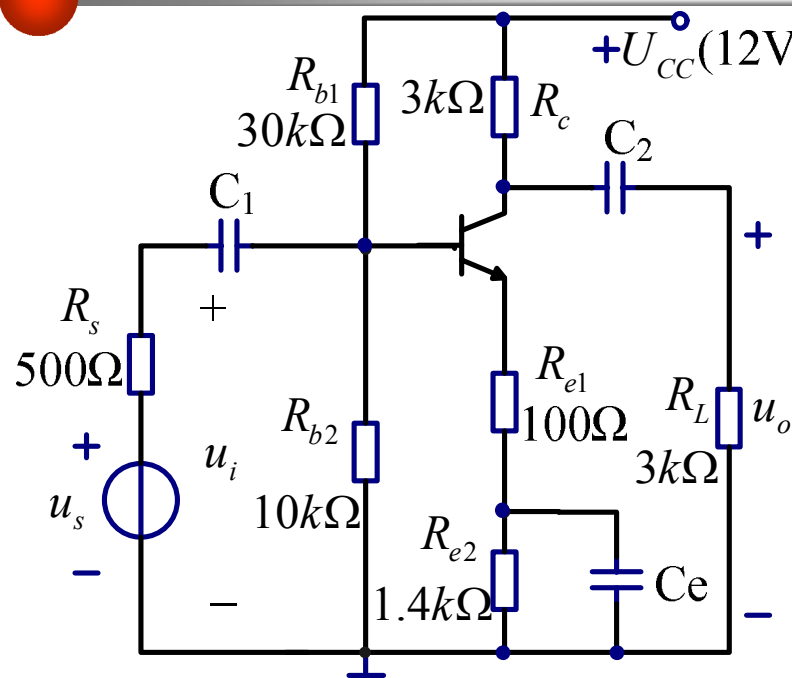 +U_CC(12V
R_b1
30kΩ
3kΩ
R_c
C_2
C_1
+
+
R_s
500Ω
R_e1
100Ω
R_L
3kΩ
u_o
R_b2
10kΩ
+
u_i
u_s
−
R_e2
1.4kΩ
Ce
−
−